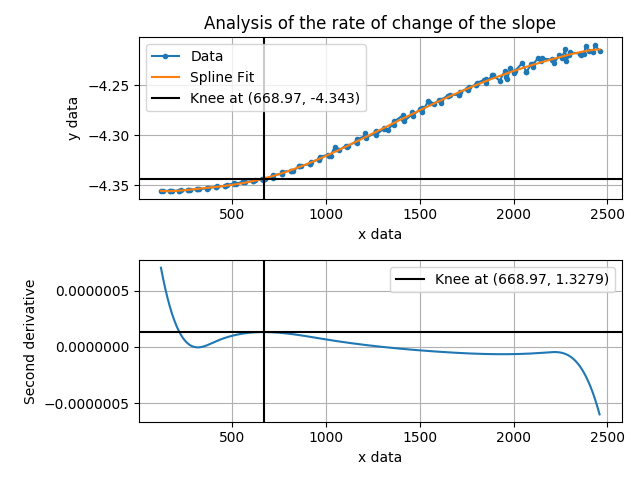 Analysis of the rate of change of the slope
Data
Spline Fit
Knee at (668.97, -4.343)
y data
−4.25
−4.30
−4.35
500 1000 1500 2000 2500
x data
Knee at (668.97, 1.3279)
Second derivative
0.0000005
0.0000000
−0.0000005
500 1000 1500 2000 2500
x data